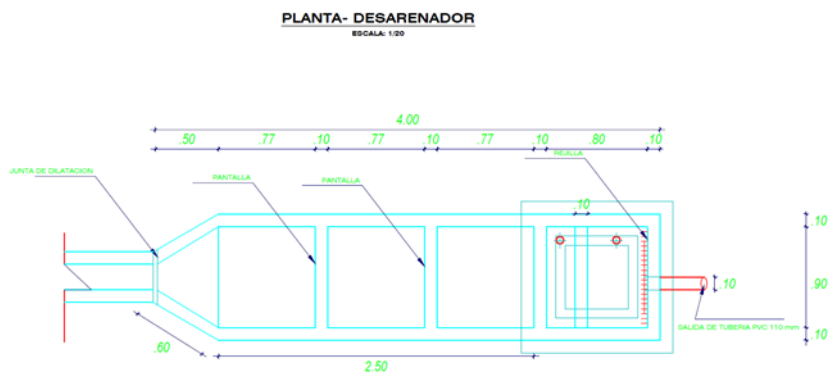 PLANTA- DESARENADOR
ESCALA: 1/20
4.00
.50 .77 .10 .77 .10 .77 .10 .80 .10
REJILLA
JUNTA DE DILATACION
PANTALLA
PANTALLA
.10
.10
.90
.10
.10
SALIDA DE TUBERIA PVC 110 mm
.60
2.50